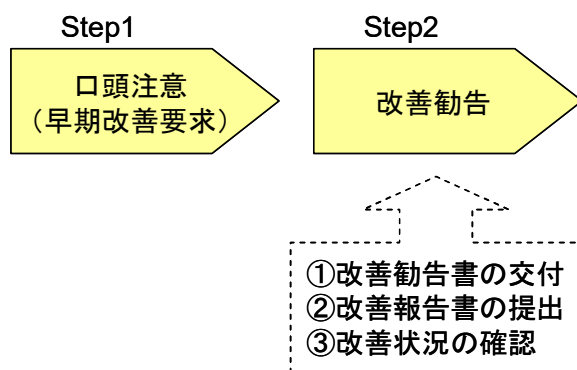 Step1
口頭注意
（早期改善要求）
Step2
改善勧告
①改善勧告書の交付
②改善報告書の提出
③改善状況の確認